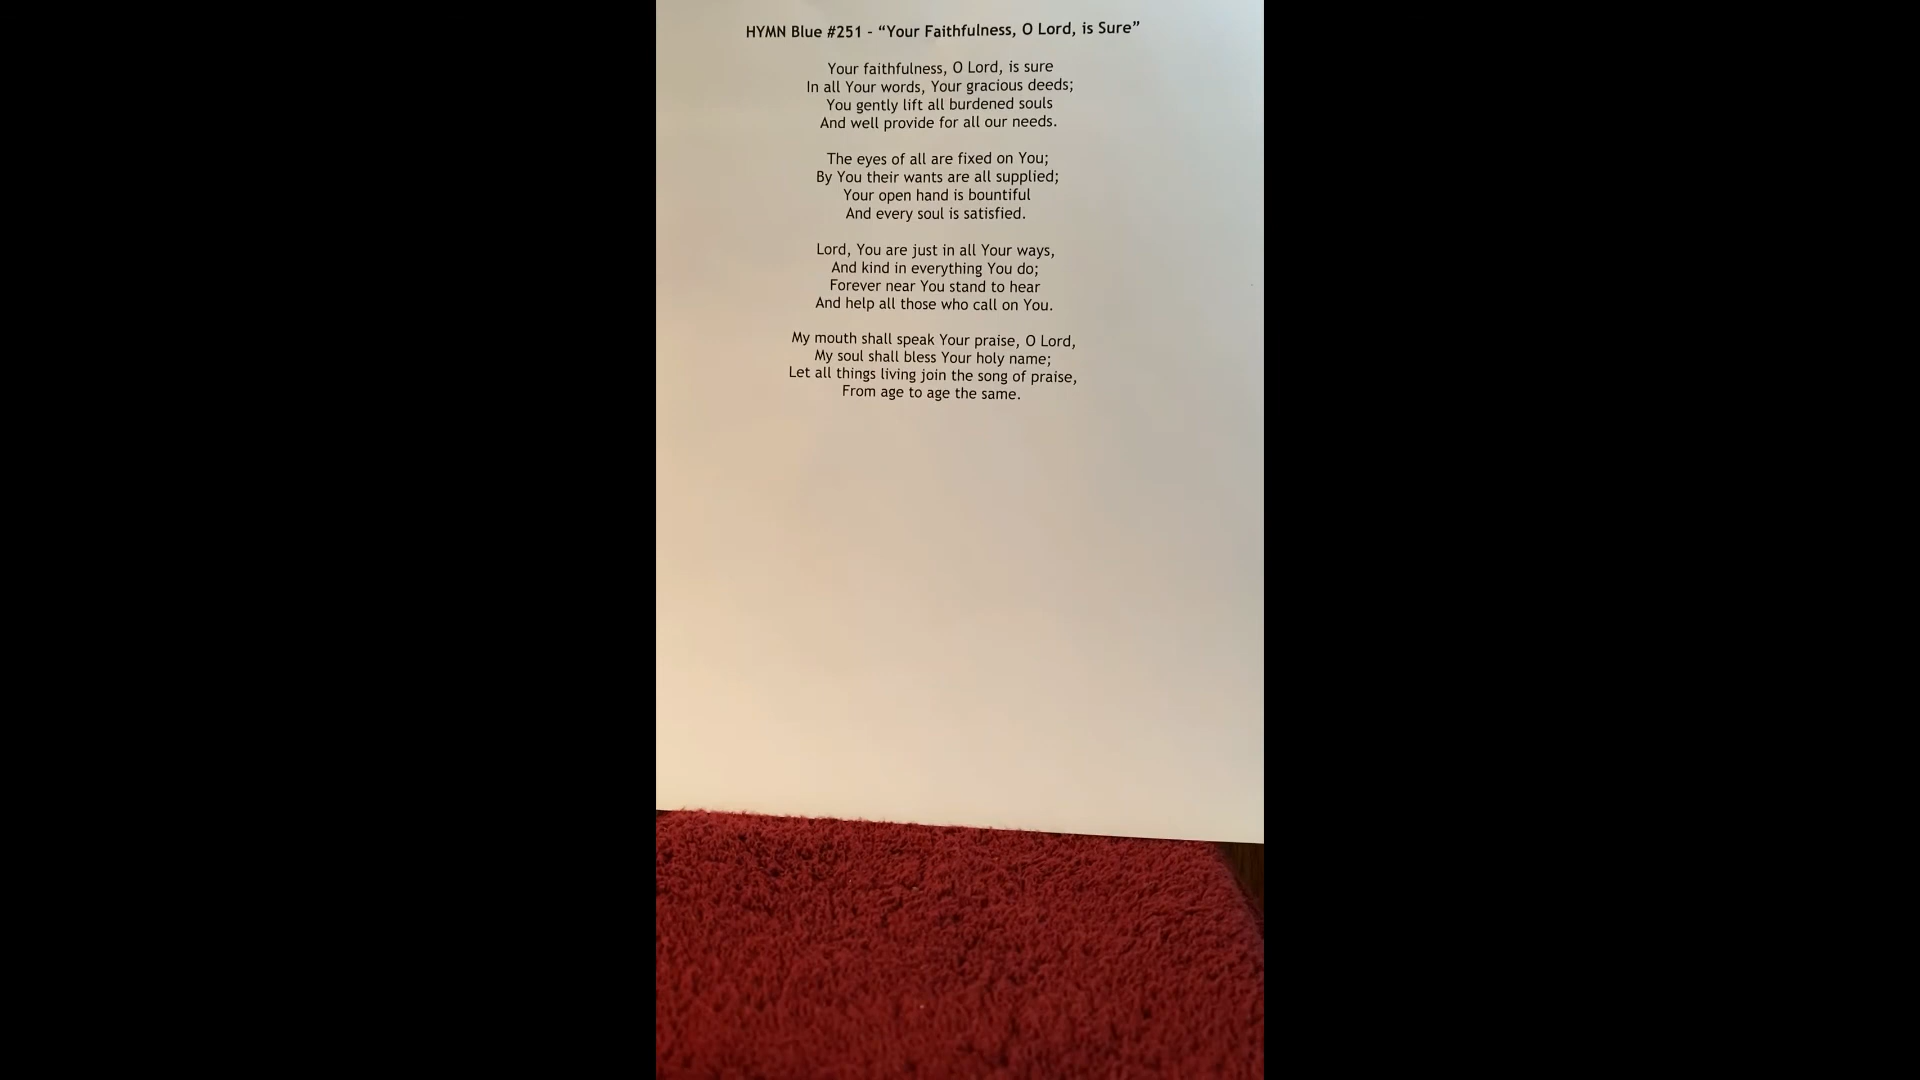 HYMN Blue #251 - “Your Faithfulness, O Lord, is Sure”
Your faithfulness, O Lord, is sure
In all Your words, Your gracious deeds;
You gently lift all burdened souls
And well provide for all our needs.
The eyes of all are fixed on You;
By You their wants are all supplied;
Your open hand is bountiful
And every soul is satisfied.
Lord, You are just in all Your ways,
And kind in everything You do;
Forever near You stand to hear
And help all those who call on You.
My mouth shall speak Your praise, O Lord,
My soul shall bless Your holy name;
Let all things living join the song of praise,
From age to age the same.